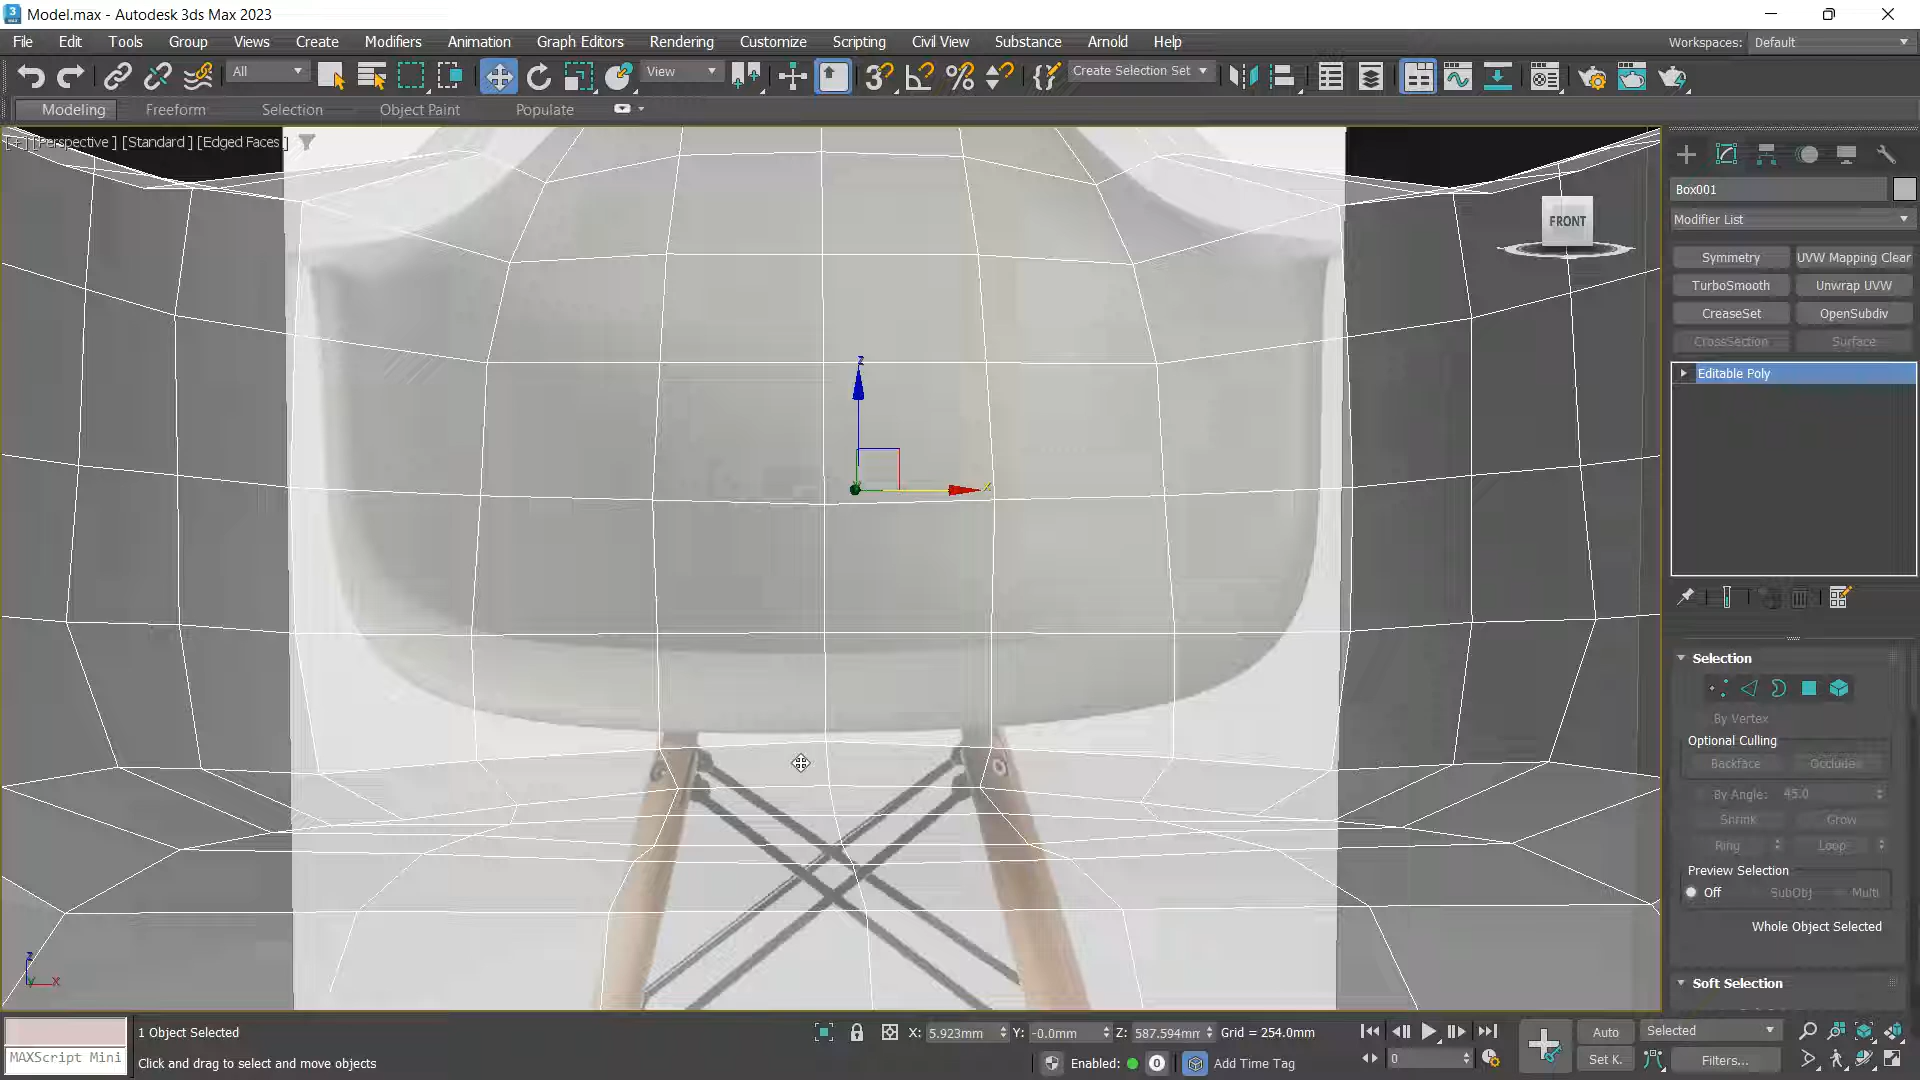 Model.max - Autodesk 3ds Max 2023
File Edit Tools Group Views Create Modifiers Animation Graph Editors Rendering Customize Scripting Civil View Substance Arnold Help Workspaces: Default
All View Create Selection Set
Modeling Freeform Selection Object Paint Populate
[+] [Perspective ] [Standard ] [Edged Faces ]
FRONT
Box001
Modifier List
Symmetry UVW Mapping Clear
TurboSmooth Unwrap UVW
CreaseSet OpenSubdiv
CrossSection Surface
Editable Poly
Selection
By Vertex
Optional Culling
Backface Occlude
By Angle: 45.0
Shrink Grow
Ring Loop
Preview Selection
Off SubObj Multi
Whole Object Selected
Soft Selection
z
x
z
x
1 Object Selected X: 5.923mm Y: -0.0mm Z: 587.594mm Grid = 254.0mm Auto Selected
MAXScript Mini Click and drag to select and move objects Enabled: 0 Add Time Tag 0 Set K. Filters...